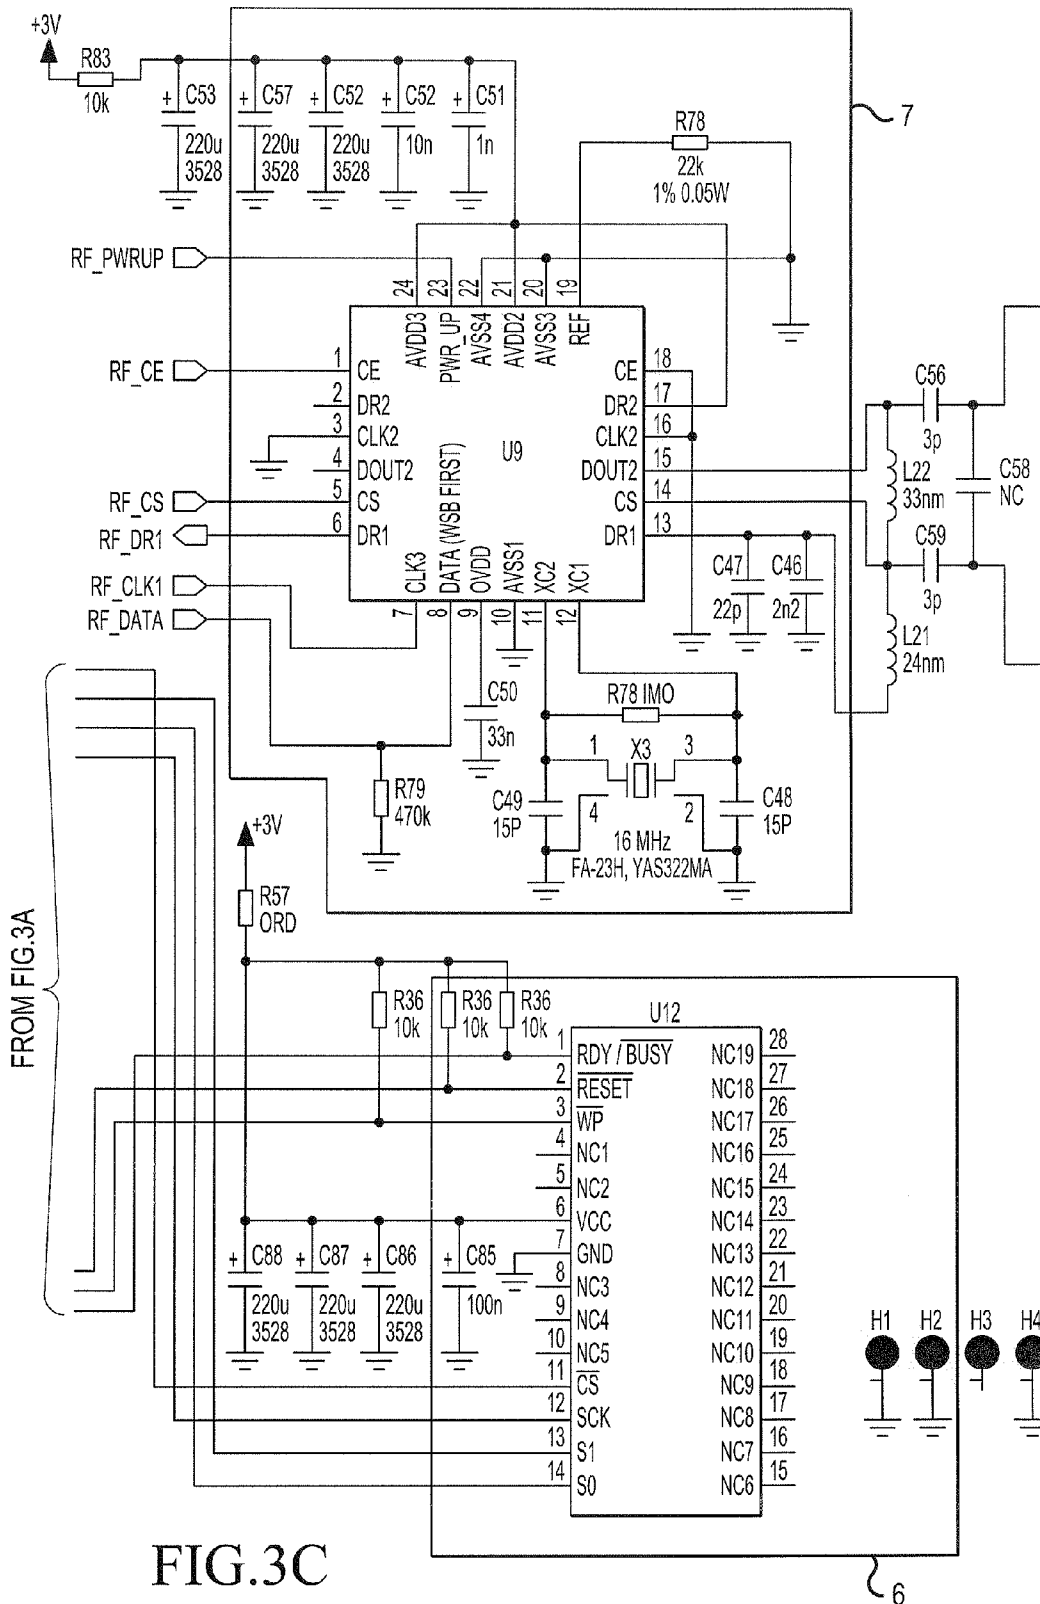 +3V
R83
10k
+ C53
220u
3528
+ C57
220u
3528
+ C52
220u
3528
+ C52
10n
+ C51
1n
R78
22k
1% 0.05W
7
RF_PWRUP
RF_CE
RF_CS
RF_DR1
RF_CLK1
RF_DATA
24
23
22
21
20
19
AVDD3
PWR_UP
AVSS4
AVDD2
AVSS3
REF
1
CE
2
DR2
3
CLK2
4
DOUT2
5
CS
6
DR1
U9
CE
18
DR2
17
CLK2
16
DOUT2
15
CS
14
DR1
13
CLK3
DATA (WSB FIRST)
OVDD
AVSS1
XC2
XC1
7
8
9
10
11
12
C56
3p
L22
33nm
C58
NC
C59
3p
L21
24nm
C47
22p
C46
2n2
C50
33n
R78 IMO
1
X3
3
4
2
C49
15P
C48
15P
16 MHz
FA-23H, YAS322MA
R79
470k
+3V
R57
ORD
FROM FIG.3A
R36
10k
R36
10k
R36
10k
U12
1
RDY / BUSY
2
RESET
3
WP
4
NC1
5
NC2
6
VCC
7
GND
8
NC3
9
NC4
10
NC5
11
CS
12
SCK
13
S1
14
S0
NC19
28
NC18
27
NC17
26
NC16
25
NC15
24
NC14
23
NC13
22
NC12
21
NC11
20
NC10
19
NC9
18
NC8
17
NC7
16
NC6
15
+ C88
220u
3528
+ C87
220u
3528
+ C86
220u
3528
+ C85
100n
H1
H2
H3
H4
1
1
1
1
FIG.3C
6